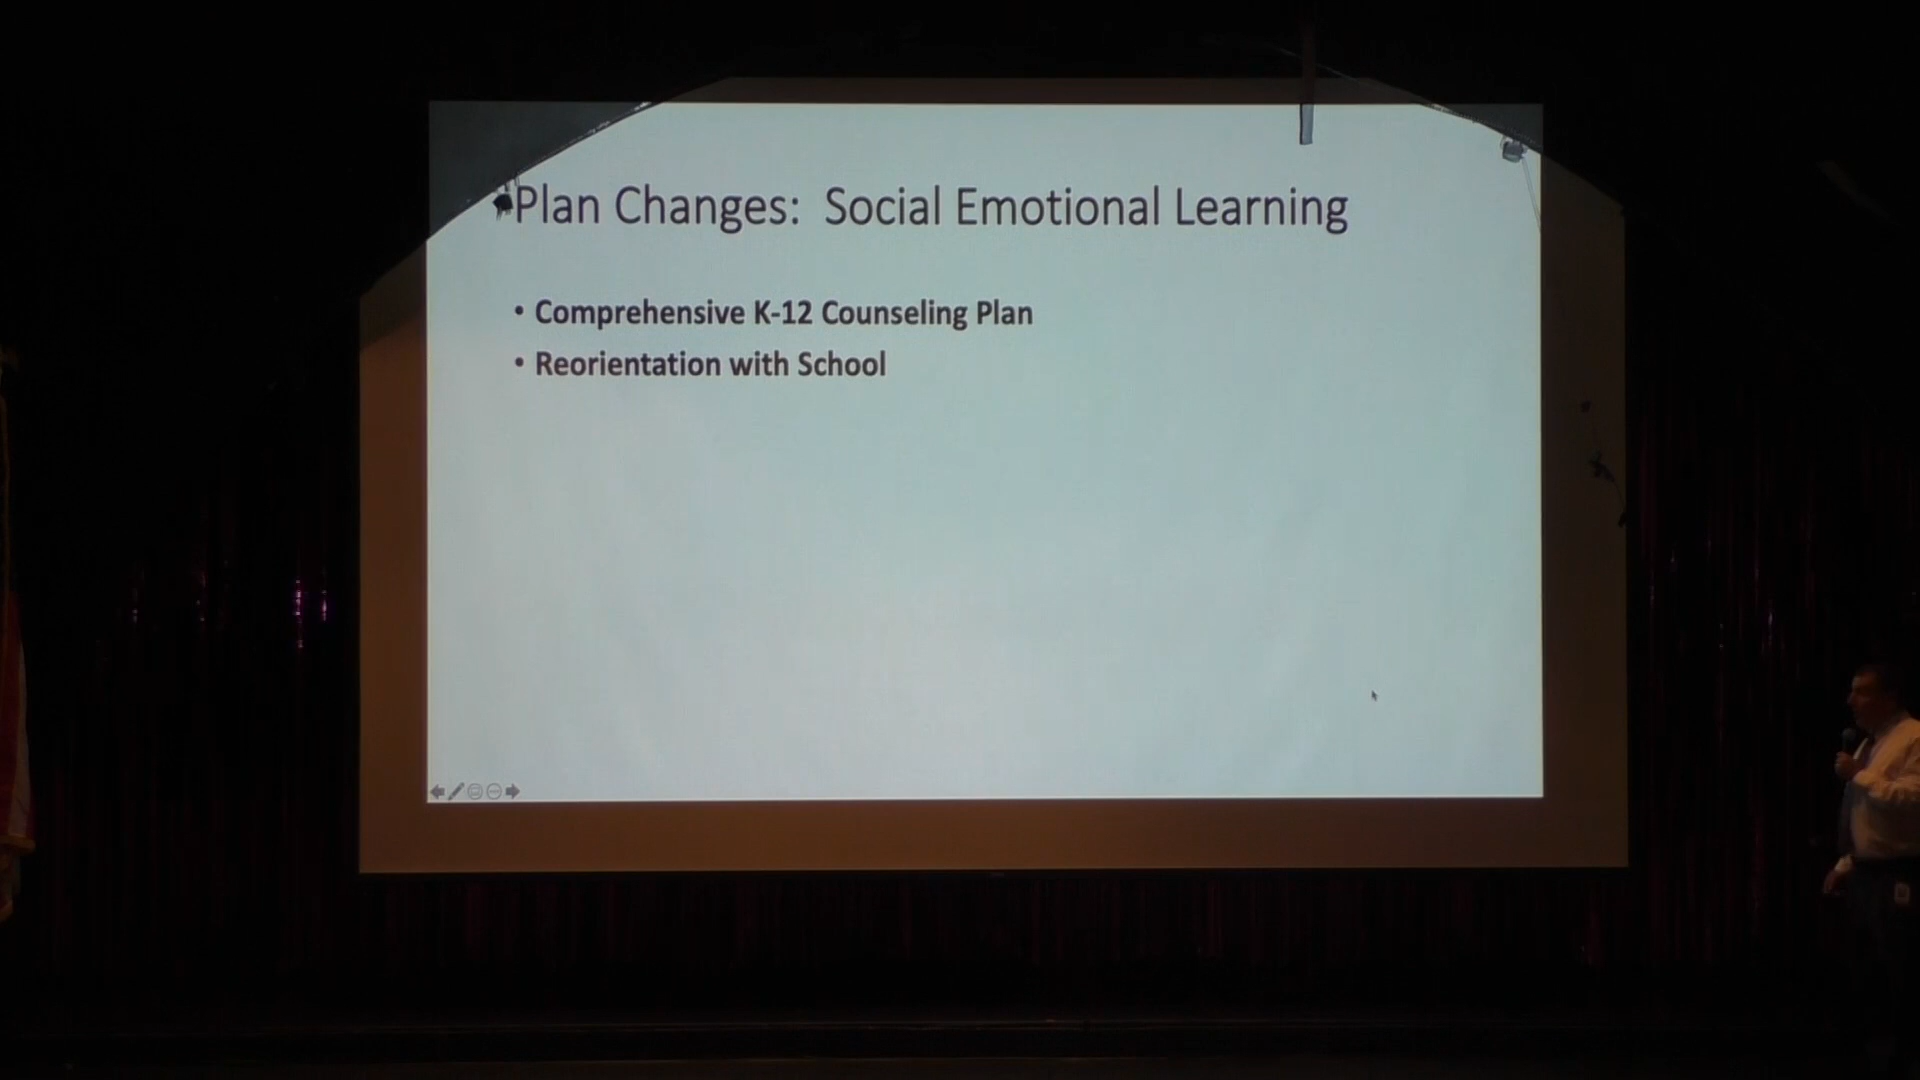 Plan Changes: Social Emotional Learning
• Comprehensive K-12 Counseling Plan
• Reorientation with School